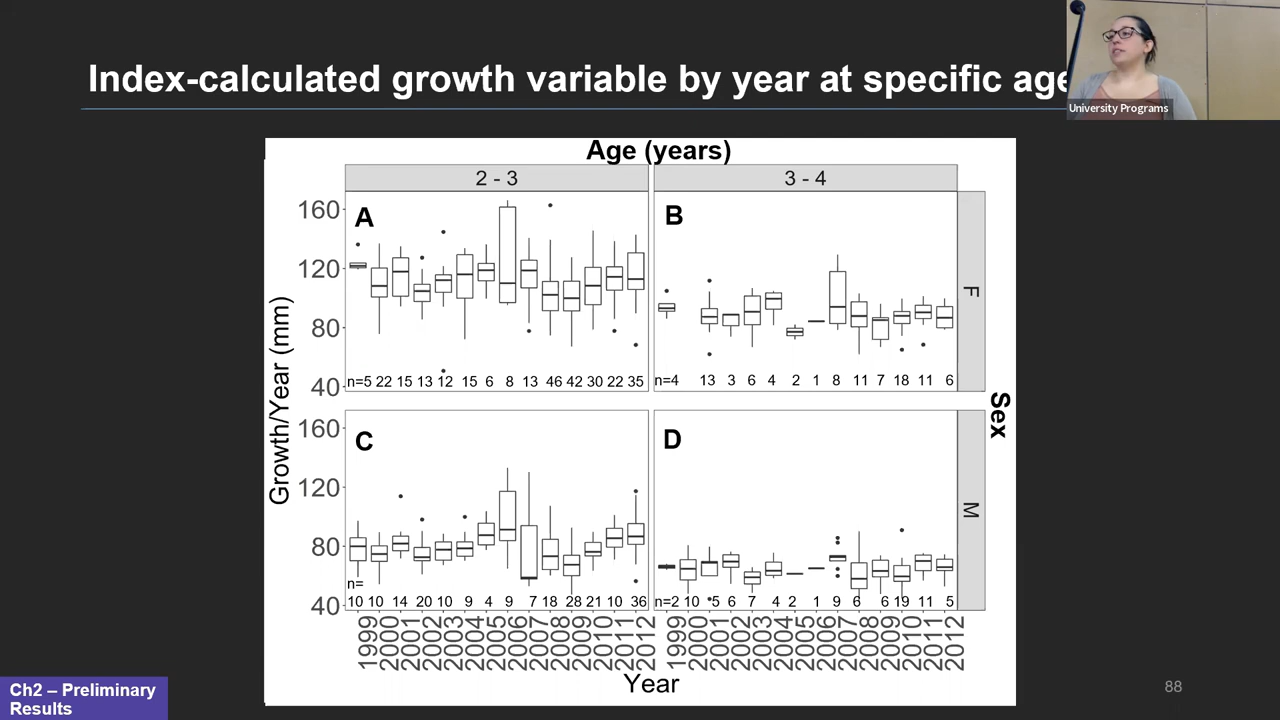 Index-calculated growth variable by year at specific age
University Programs
Age (years)
2 - 3
3 - 4
A
B
C
D
160
120
80
40
160
120
80
40
Growth/Year (mm)
n=5 22 15 13 12 15 6 8 13 46 42 30 22 35
n=4 13 3 6 4 2 1 8 11 7 18 11 6
n=
10 10 14 20 10 9 4 9 7 18 28 21 10 36
n=2 10 5 6 7 4 2 1 9 6 6 19 11 5
F
M
Sex
1999 2000 2001 2002 2003 2004 2005 2006 2007 2008 2009 2010 2011 2012
1999 2000 2001 2002 2003 2004 2005 2006 2007 2008 2009 2010 2011 2012
Year
Ch2 – Preliminary
Results
88